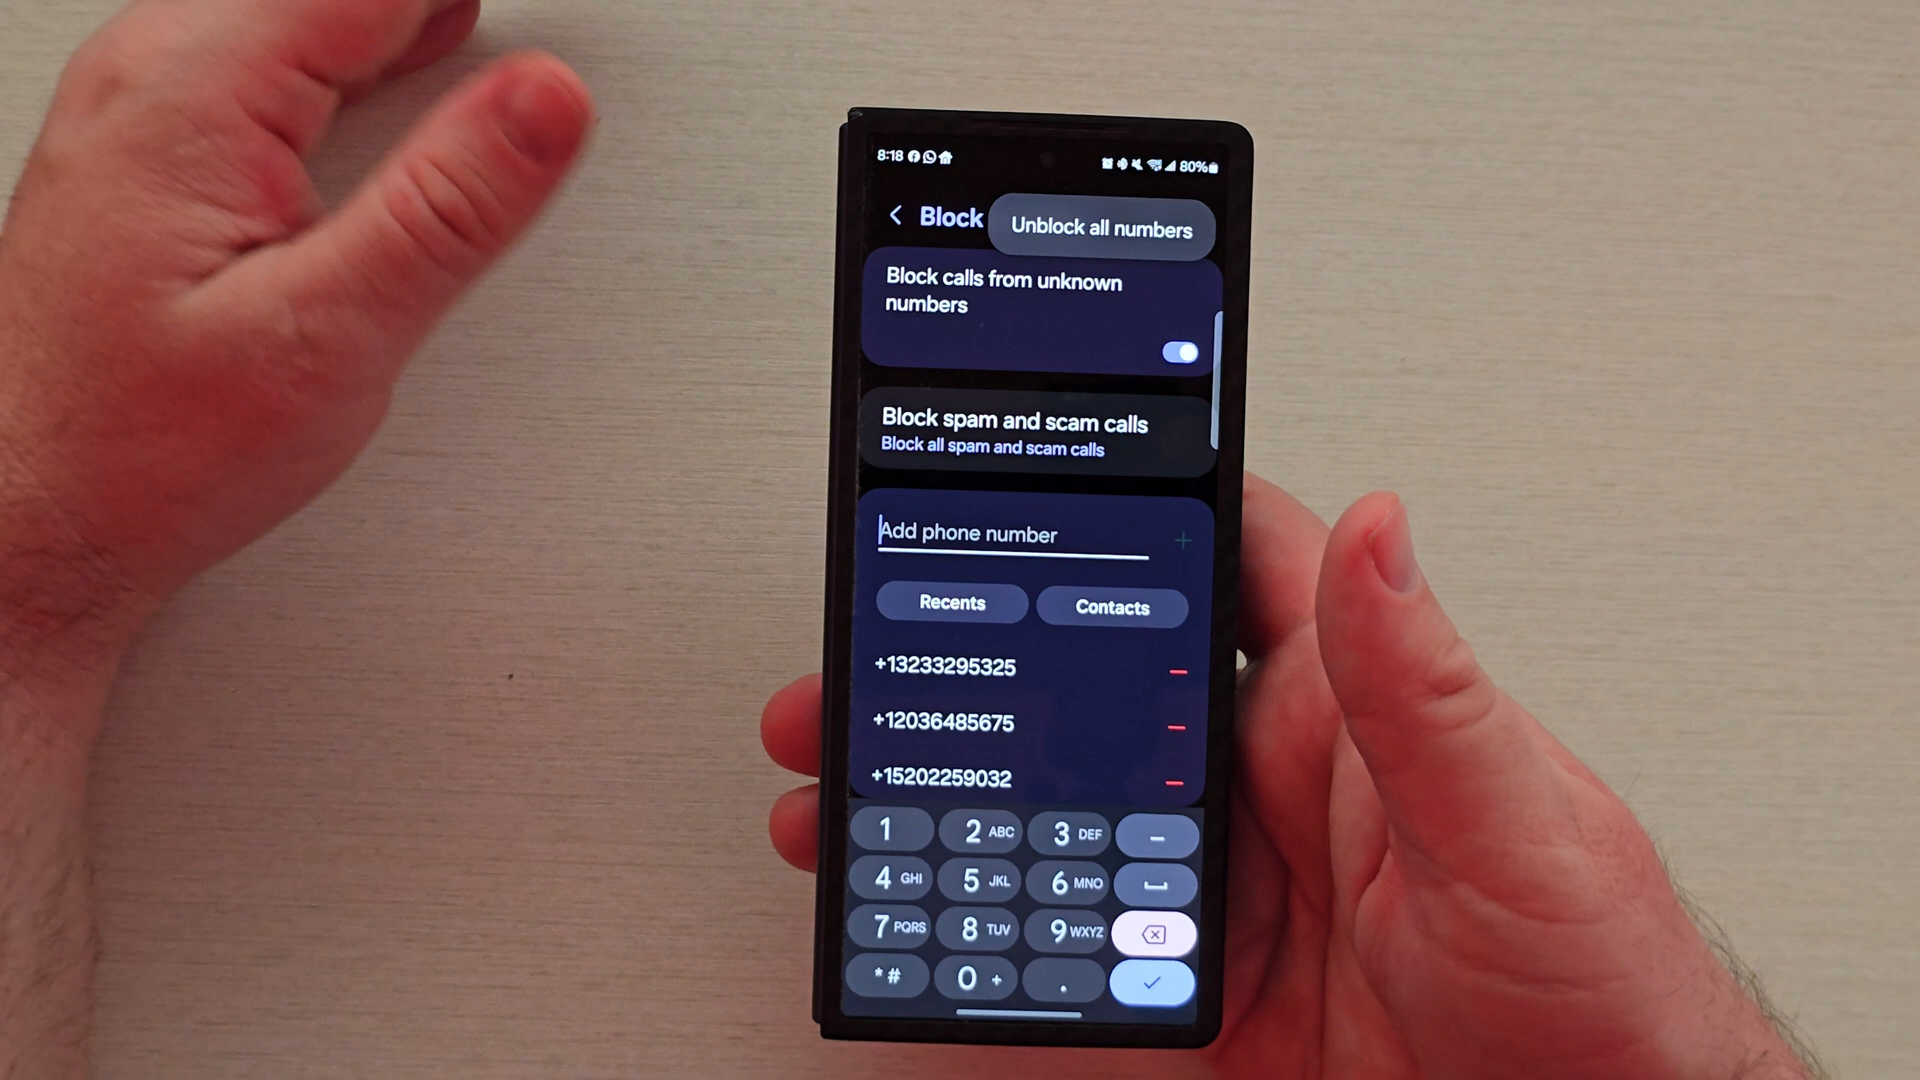 8:18
80%
Block
Unblock all numbers
Block calls from unknown
numbers
Block spam and scam calls
Block all spam and scam calls
Add phone number
+
Recents
Contacts
+13233295325
+12036485675
+15202259032
1
2 ABC
3 DEF
-
4 GHI
5 JKL
6 MNO
7 PQRS
8 TUV
9 WXYZ
*#
0 +
.